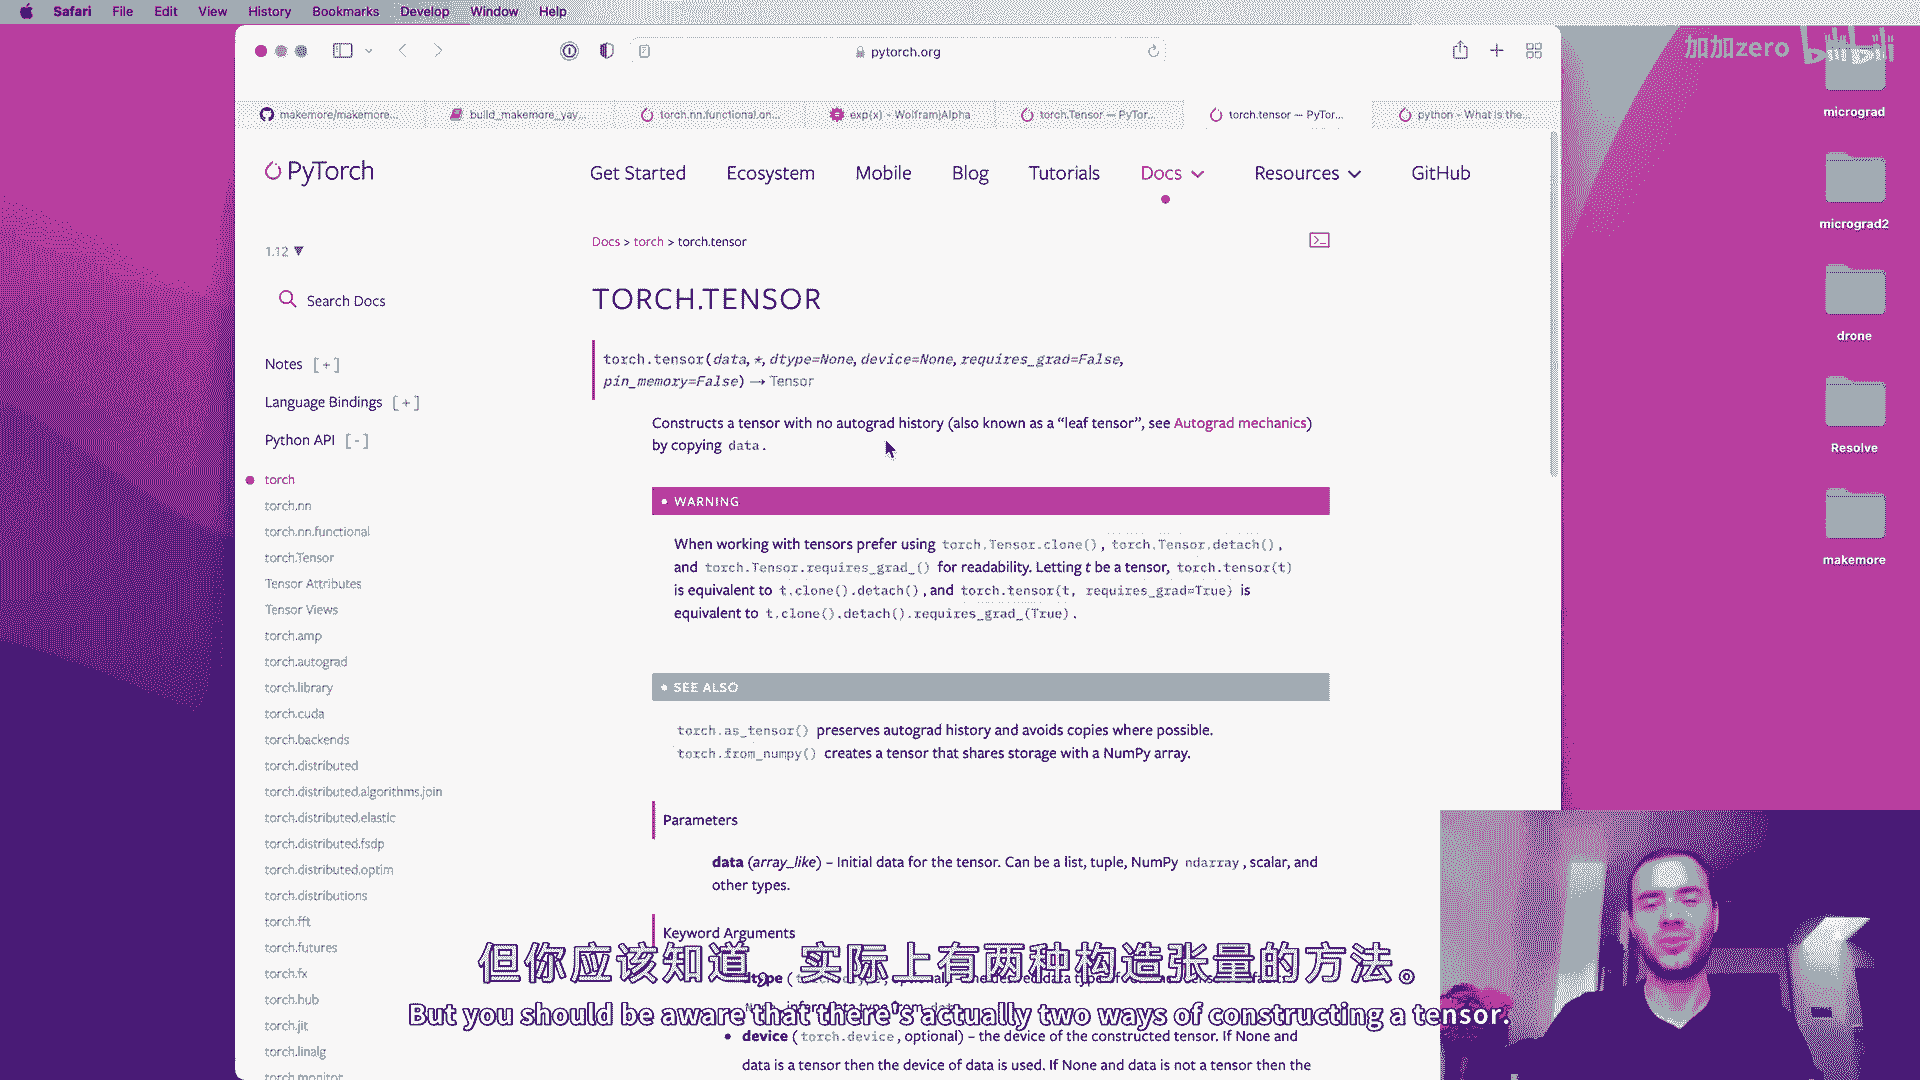 Safari File Edit View History Bookmarks Develop Window Help
pytorch.org
加加zero bilibili
makemore/makemore... build_makemore_yay... torch.nn.functional.on... exp(x) - Wolfram|Alpha torch.Tensor — PyTor... torch.tensor — PyTor... python - What is the...
micrograd
PyTorch
Get Started Ecosystem Mobile Blog Tutorials Docs Resources GitHub
micrograd2
1.12 ▼
Docs > torch > torch.tensor
Search Docs
TORCH.TENSOR
drone
Notes [+]
torch.tensor(data, *, dtype=None, device=None, requires_grad=False,
pin_memory=False) → Tensor
Language Bindings [+]
Constructs a tensor with no autograd history (also known as a “leaf tensor”, see Autograd mechanics)
by copying data.
Python API [-]
Resolve
torch
torch.nn
torch.nn.functional
torch.Tensor
Tensor Attributes
Tensor Views
torch.amp
torch.autograd
torch.library
torch.cuda
torch.backends
torch.distributed
torch.distributed.algorithms.join
torch.distributed.elastic
torch.distributed.fsdp
torch.distributed.optim
torch.distributions
torch.fft
torch.futures
torch.fx
torch.hub
torch.jit
torch.linalg
torch.monitor
WARNING
When working with tensors prefer using torch.Tensor.clone(), torch.Tensor.detach(),
and torch.Tensor.requires_grad_() for readability. Letting t be a tensor, torch.tensor(t)
is equivalent to t.clone().detach(), and torch.tensor(t, requires_grad=True) is
equivalent to t.clone().detach().requires_grad_(True).
makemore
SEE ALSO
torch.as_tensor() preserves autograd history and avoids copies where possible.
torch.from_numpy() creates a tensor that shares storage with a NumPy array.
Parameters
data (array_like) – Initial data for the tensor. Can be a list, tuple, NumPy ndarray, scalar, and
other types.
Keyword Arguments
但你应该知道。 实际上有两种构造张量的方法。
But you should be aware that there's actually two ways of constructing a tensor.
device (torch.device, optional) – the device of the constructed tensor. If None and
data is a tensor then the device of data is used. If None and data is not a tensor then the